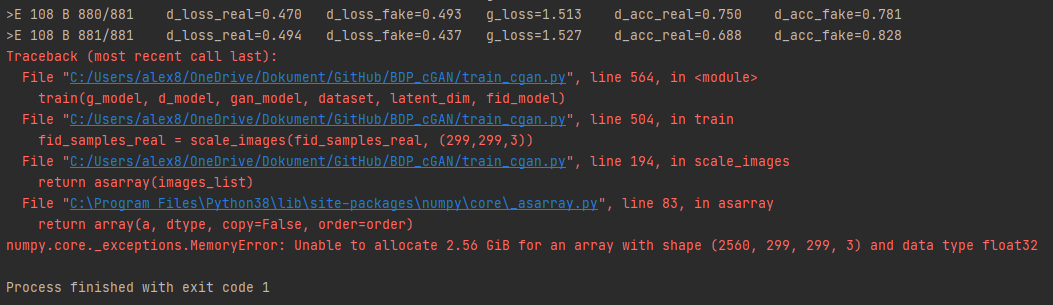 >E 108 B 880/881    d_loss_real=0.470   d_loss_fake=0.493   g_loss=1.513    d_acc_real=0.750    d_acc_fake=0.781
>E 108 B 881/881    d_loss_real=0.494   d_loss_fake=0.437   g_loss=1.527    d_acc_real=0.688    d_acc_fake=0.828
Traceback (most recent call last):
  File "C:/Users/alex8/OneDrive/Dokument/GitHub/BDP_cGAN/train_cgan.py", line 564, in <module>
    train(g_model, d_model, gan_model, dataset, latent_dim, fid_model)
  File "C:/Users/alex8/OneDrive/Dokument/GitHub/BDP_cGAN/train_cgan.py", line 504, in train
    fid_samples_real = scale_images(fid_samples_real, (299,299,3))
  File "C:/Users/alex8/OneDrive/Dokument/GitHub/BDP_cGAN/train_cgan.py", line 194, in scale_images
    return asarray(images_list)
  File "C:\Program Files\Python38\lib\site-packages\numpy\core\_asarray.py", line 83, in asarray
    return array(a, dtype, copy=False, order=order)
numpy.core._exceptions.MemoryError: Unable to allocate 2.56 GiB for an array with shape (2560, 299, 299, 3) and data type float32
Process finished with exit code 1